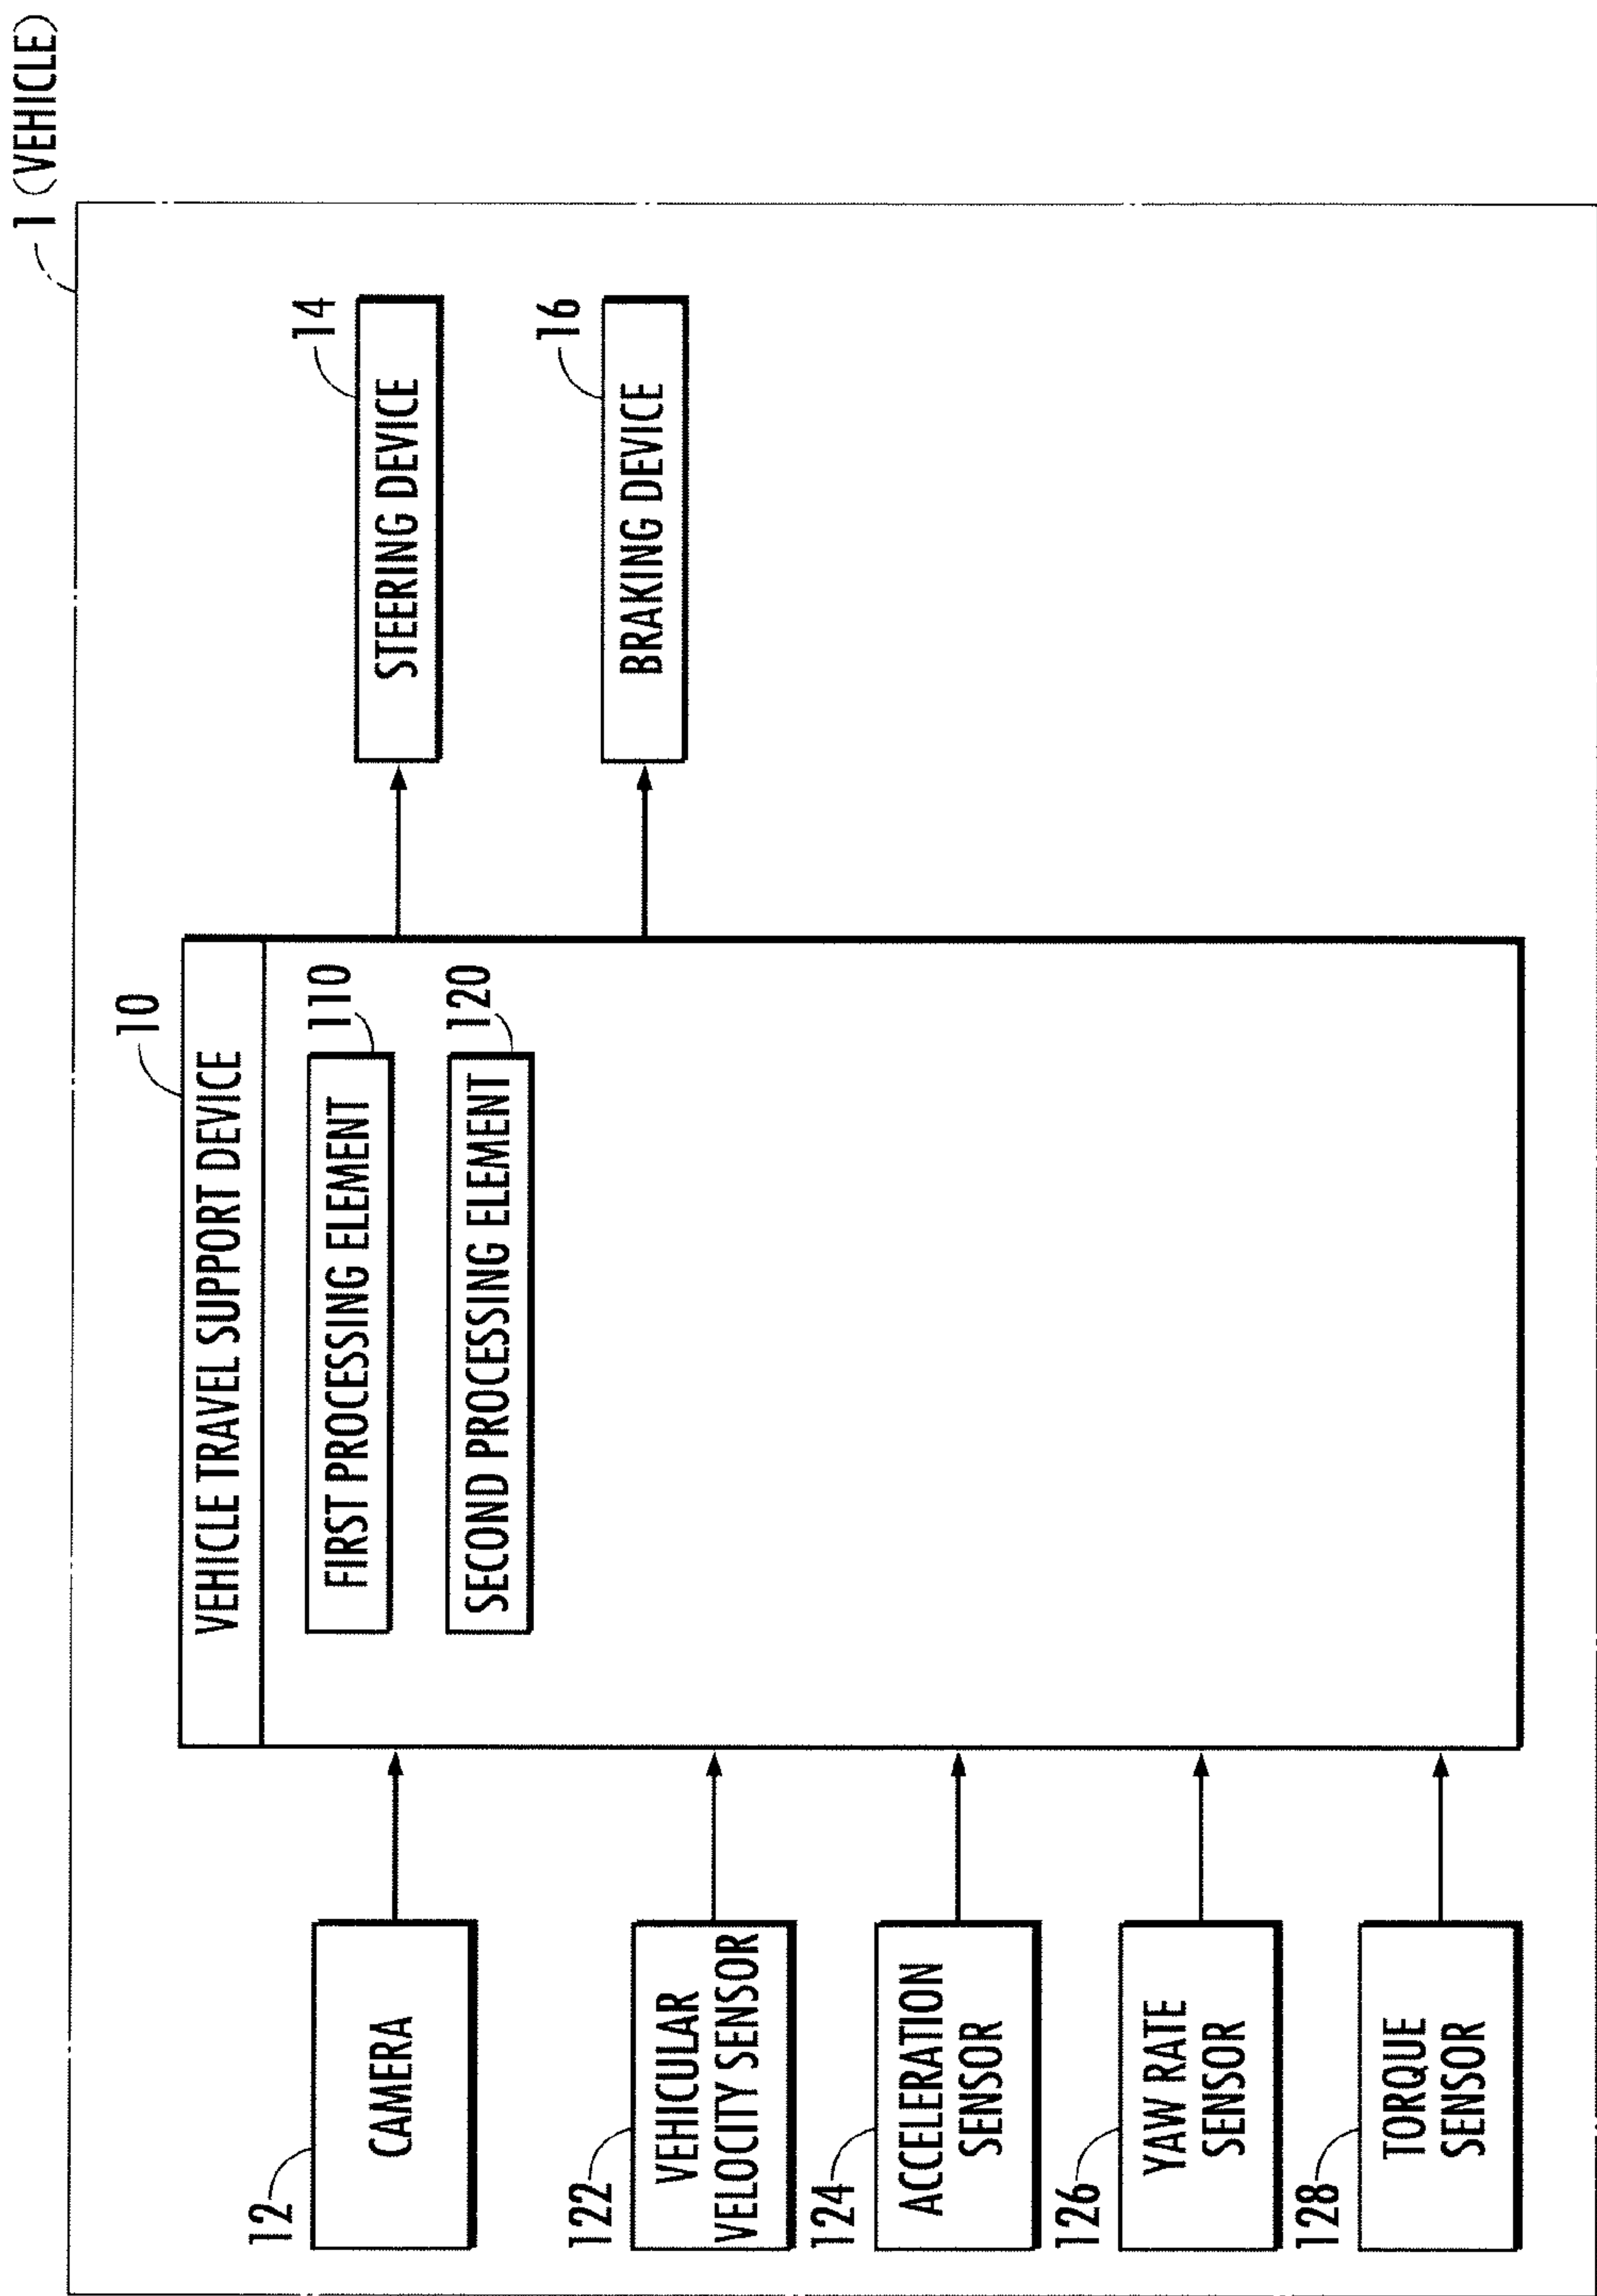 1 (VEHICLE)
10
VEHICLE TRAVEL SUPPORT DEVICE
12
CAMERA
FIRST PROCESSING ELEMENT
110
14
STEERING DEVICE
SECOND PROCESSING ELEMENT
120
122
VEHICULAR
VELOCITY SENSOR
16
BRAKING DEVICE
124
ACCELERATION
SENSOR
126
YAW RATE
SENSOR
128
TORQUE
SENSOR